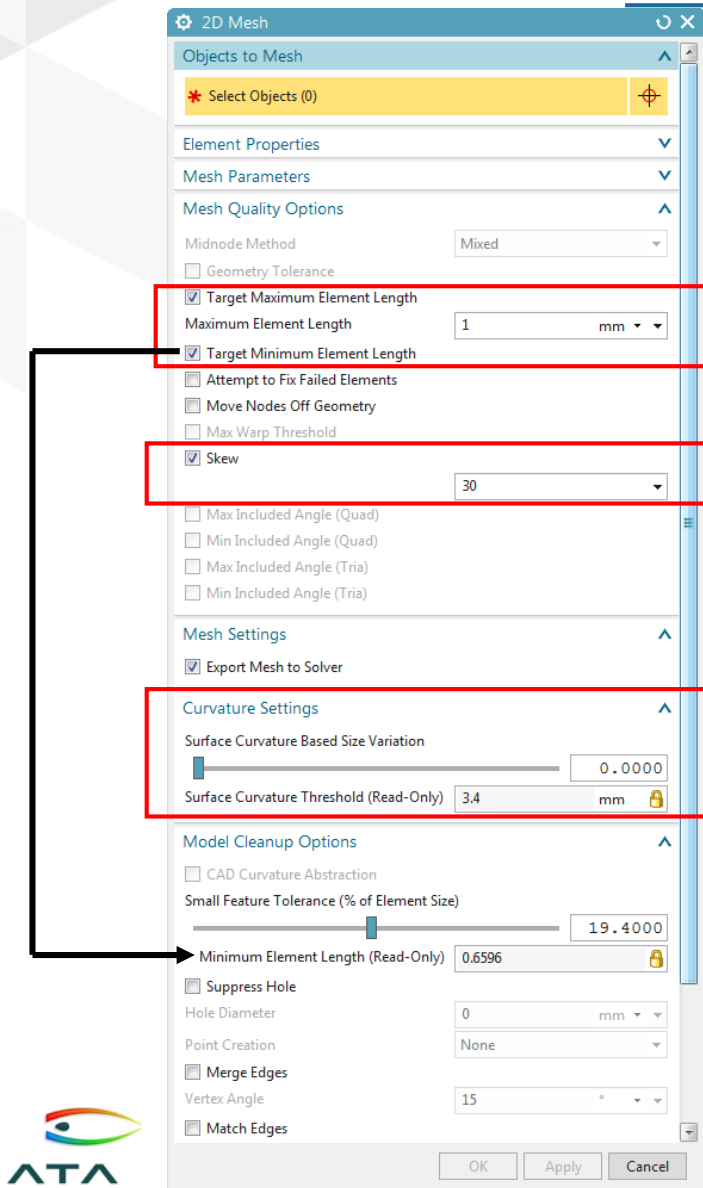 2D Mesh
Objects to Mesh
Select Objects (0)
Element Properties
Mesh Parameters
Mesh Quality Options
Midnode Method Mixed
Geometry Tolerance
Target Maximum Element Length
Maximum Element Length 1 mm
Target Minimum Element Length
Attempt to Fix Failed Elements
Move Nodes Off Geometry
Max Warp Threshold
Skew
30
Max Included Angle (Quad)
Min Included Angle (Quad)
Max Included Angle (Tria)
Min Included Angle (Tria)
Mesh Settings
Export Mesh to Solver
Curvature Settings
Surface Curvature Based Size Variation
0.0000
Surface Curvature Threshold (Read-Only) 3.4 mm
Model Cleanup Options
CAD Curvature Abstraction
Small Feature Tolerance (% of Element Size)
19.4000
Minimum Element Length (Read-Only) 0.6596
Suppress Hole
Hole Diameter 0 mm
Point Creation None
Merge Edges
Vertex Angle 15 °
Match Edges
OK Apply Cancel
ATA